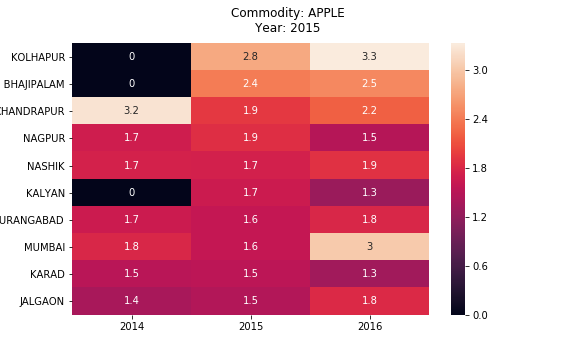 Commodity: APPLE
Year: 2015
KOLHAPUR 0 2.8 3.3
BHAJIPALAM 0 2.4 2.5
HANDRAPUR 3.2 1.9 2.2
NAGPUR 1.7 1.9 1.5
NASHIK 1.7 1.7 1.9
KALYAN 0 1.7 1.3
URANGABAD 1.7 1.6 1.8
MUMBAI 1.8 1.6 3
KARAD 1.5 1.5 1.3
JALGAON 1.4 1.5 1.8
2014 2015 2016
3.0
2.4
1.8
1.2
0.6
0.0